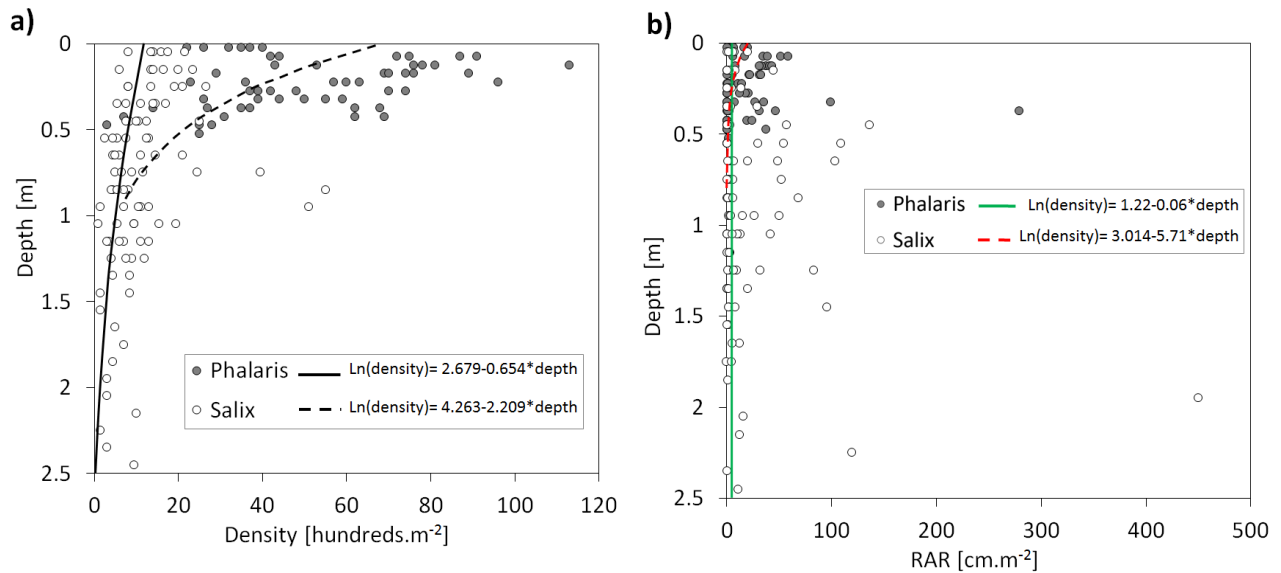 a)
0
0.5
1
1.5
2
2.5
Depth [m]
0 20 40 60 80 100 120
Density [hundreds.m-2]
Phalaris Ln(density)= 2.679-0.654*depth
Salix Ln(density)= 4.263-2.209*depth
b)
0
0.5
1
1.5
2
2.5
Depth [m]
0 100 200 300 400 500
RAR [cm.m-2]
Phalaris Ln(density)= 1.22-0.06*depth
Salix Ln(density)= 3.014-5.71*depth